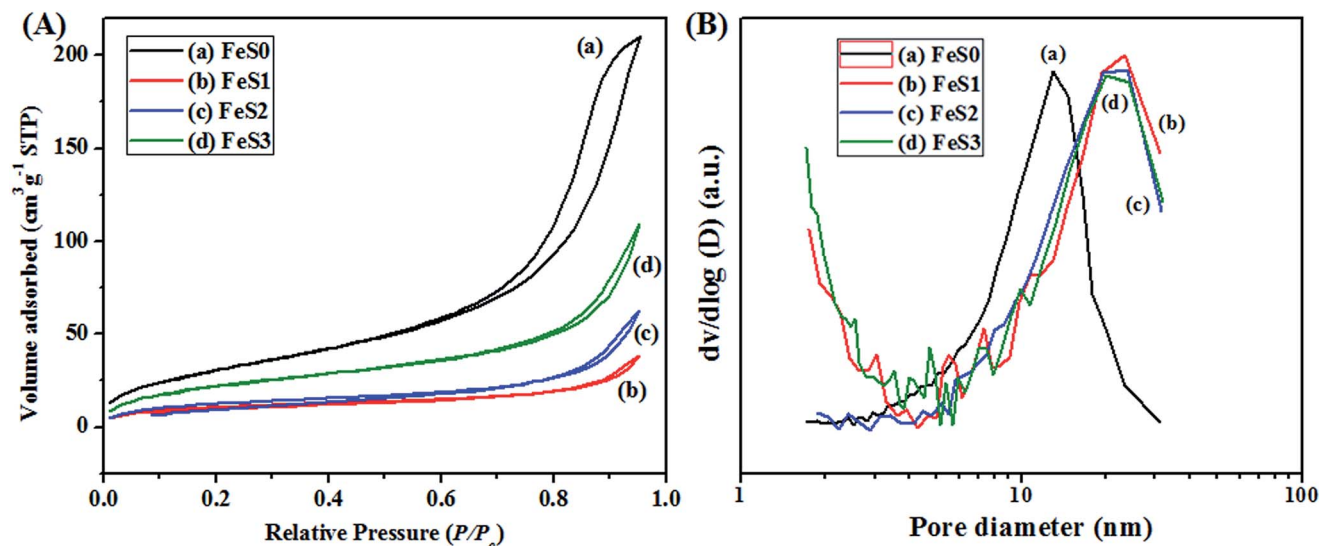 (A)
(a) FeS0
(b) FeS1
(c) FeS2
(d) FeS3
(a)
(d)
(c)
(b)
200
150
100
50
0
Volume adsorbed (cm³ g⁻¹ STP)
0.0 0.2 0.4 0.6 0.8 1.0
Relative Pressure (P/Pₒ)
(B)
(a) FeS0
(b) FeS1
(c) FeS2
(d) FeS3
(a)
(d)
(b)
(c)
dv/dlog (D) (a.u.)
1 10 100
Pore diameter (nm)